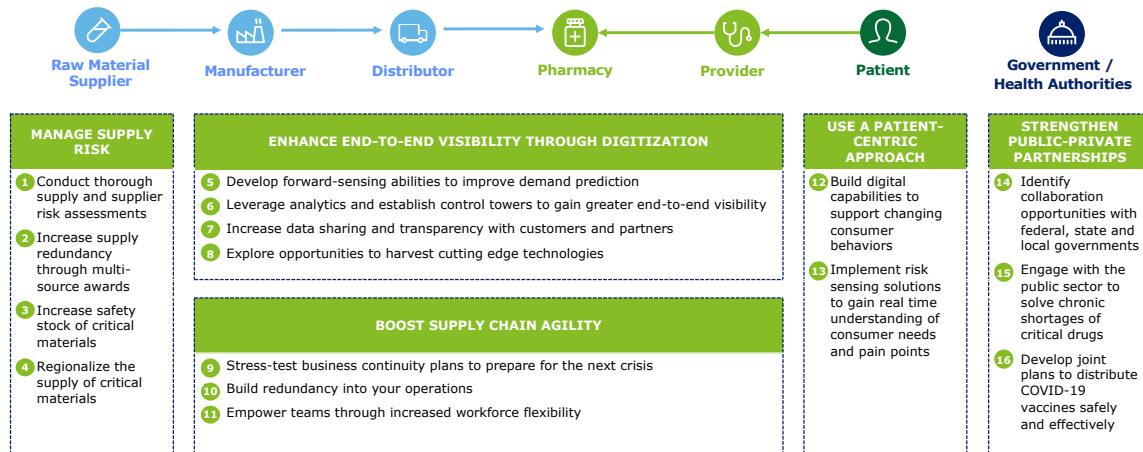 Raw Material
Supplier
Manufacturer
Distributor
Pharmacy
Provider
Patient
Government /
Health Authorities
MANAGE SUPPLY
RISK
1 Conduct thorough
supply and supplier
risk assessments
2 Increase supply
redundancy
through multi-
source awards
3 Increase safety
stock of critical
materials
4 Regionalize the
supply of critical
materials
ENHANCE END-TO-END VISIBILITY THROUGH DIGITIZATION
5 Develop forward-sensing abilities to improve demand prediction
6 Leverage analytics and establish control towers to gain greater end-to-end visibility
7 Increase data sharing and transparency with customers and partners
8 Explore opportunities to harvest cutting edge technologies
BOOST SUPPLY CHAIN AGILITY
9 Stress-test business continuity plans to prepare for the next crisis
10 Build redundancy into your operations
11 Empower teams through increased workforce flexibility
USE A PATIENT-
CENTRIC
APPROACH
12 Build digital
capabilities to
support changing
consumer
behaviors
13 Implement risk
sensing solutions
to gain real time
understanding of
consumer needs
and pain points
STRENGTHEN
PUBLIC-PRIVATE
PARTNERSHIPS
14 Identify
collaboration
opportunities with
federal, state and
local governments
15 Engage with the
public sector to
solve chronic
shortages of
critical drugs
16 Develop joint
plans to distribute
COVID-19
vaccines safely
and effectively